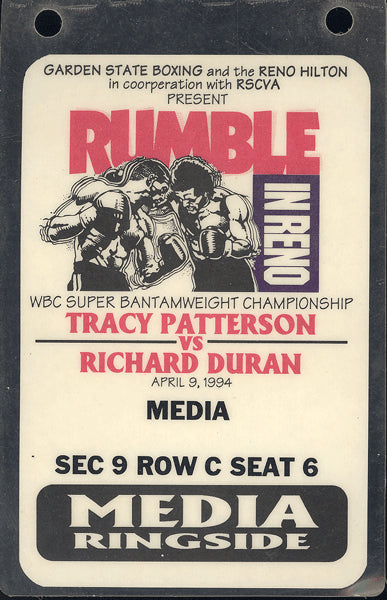 GARDEN STATE BOXING and the RENO HILTON
in coorperation with RSCVA
PRESENT
RUMBLE
IN RENO
WBC SUPER BANTAMWEIGHT CHAMPIONSHIP
TRACY PATTERSON
VS
RICHARD DURAN
APRIL 9, 1994
MEDIA
SEC 9 ROW C SEAT 6
MEDIA
RINGSIDE